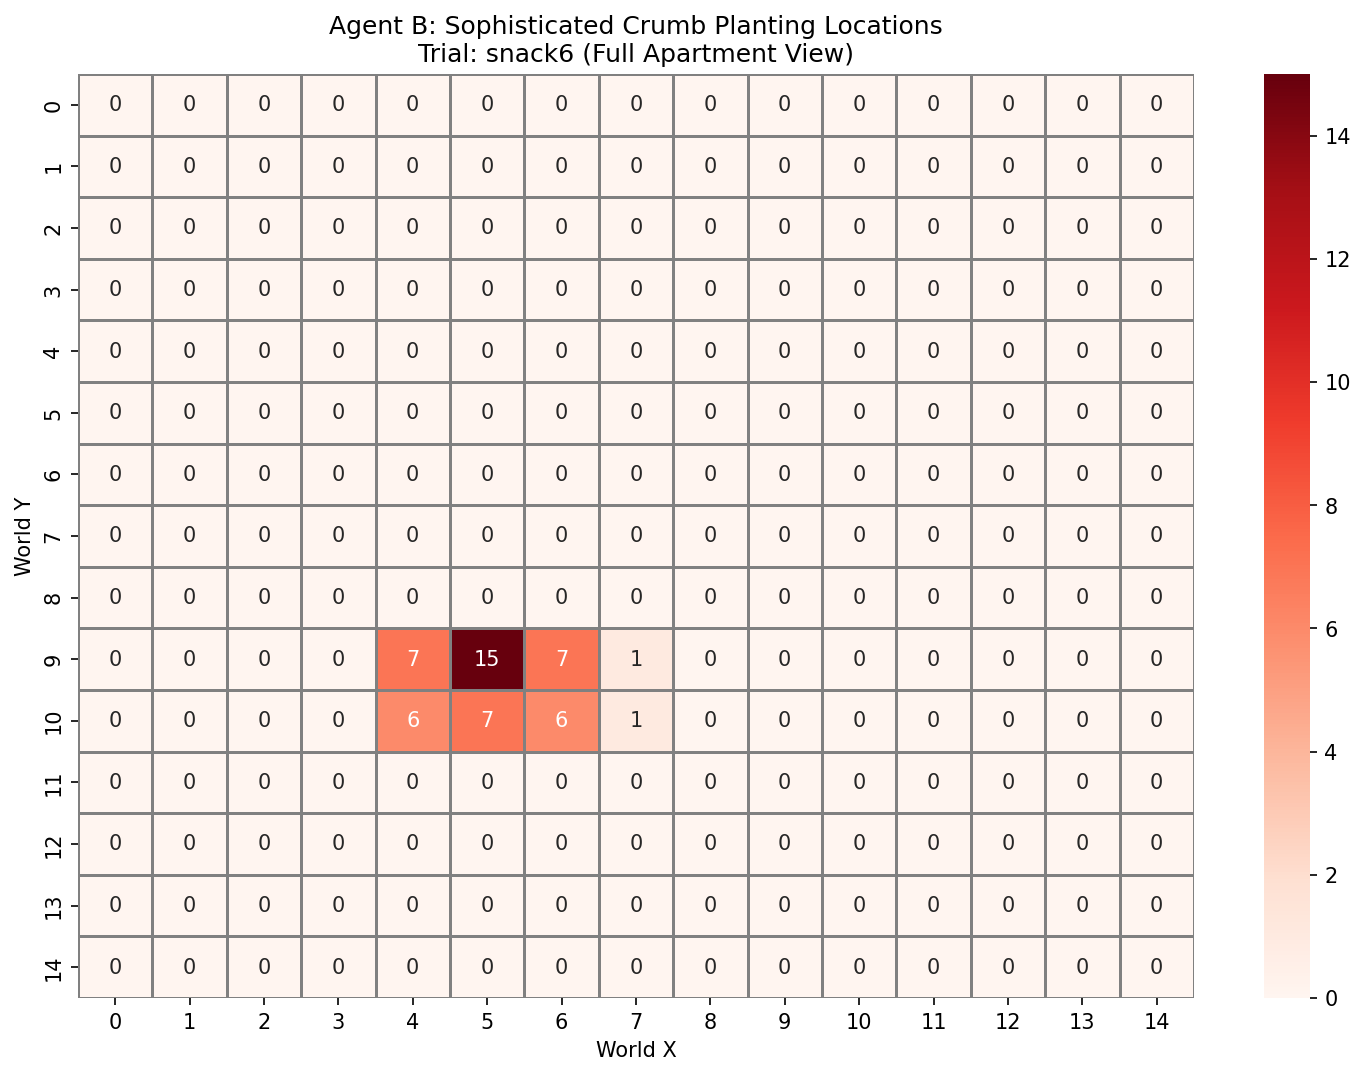 Agent B: Sophisticated Crumb Planting Locations
Trial: snack6 (Full Apartment View)
0 0 0 0 0 0 0 0 0 0 0 0 0 0 0 0
1 0 0 0 0 0 0 0 0 0 0 0 0 0 0 0
2 0 0 0 0 0 0 0 0 0 0 0 0 0 0 0
3 0 0 0 0 0 0 0 0 0 0 0 0 0 0 0
4 0 0 0 0 0 0 0 0 0 0 0 0 0 0 0
5 0 0 0 0 0 0 0 0 0 0 0 0 0 0 0
6 0 0 0 0 0 0 0 0 0 0 0 0 0 0 0
7 0 0 0 0 0 0 0 0 0 0 0 0 0 0 0
8 0 0 0 0 0 0 0 0 0 0 0 0 0 0 0
9 0 0 0 0 7 15 7 1 0 0 0 0 0 0 0
10 0 0 0 0 6 7 6 1 0 0 0 0 0 0 0
11 0 0 0 0 0 0 0 0 0 0 0 0 0 0 0
12 0 0 0 0 0 0 0 0 0 0 0 0 0 0 0
13 0 0 0 0 0 0 0 0 0 0 0 0 0 0 0
14 0 0 0 0 0 0 0 0 0 0 0 0 0 0 0
0 1 2 3 4 5 6 7 8 9 10 11 12 13 14
World X
World Y
14
12
10
8
6
4
2
0